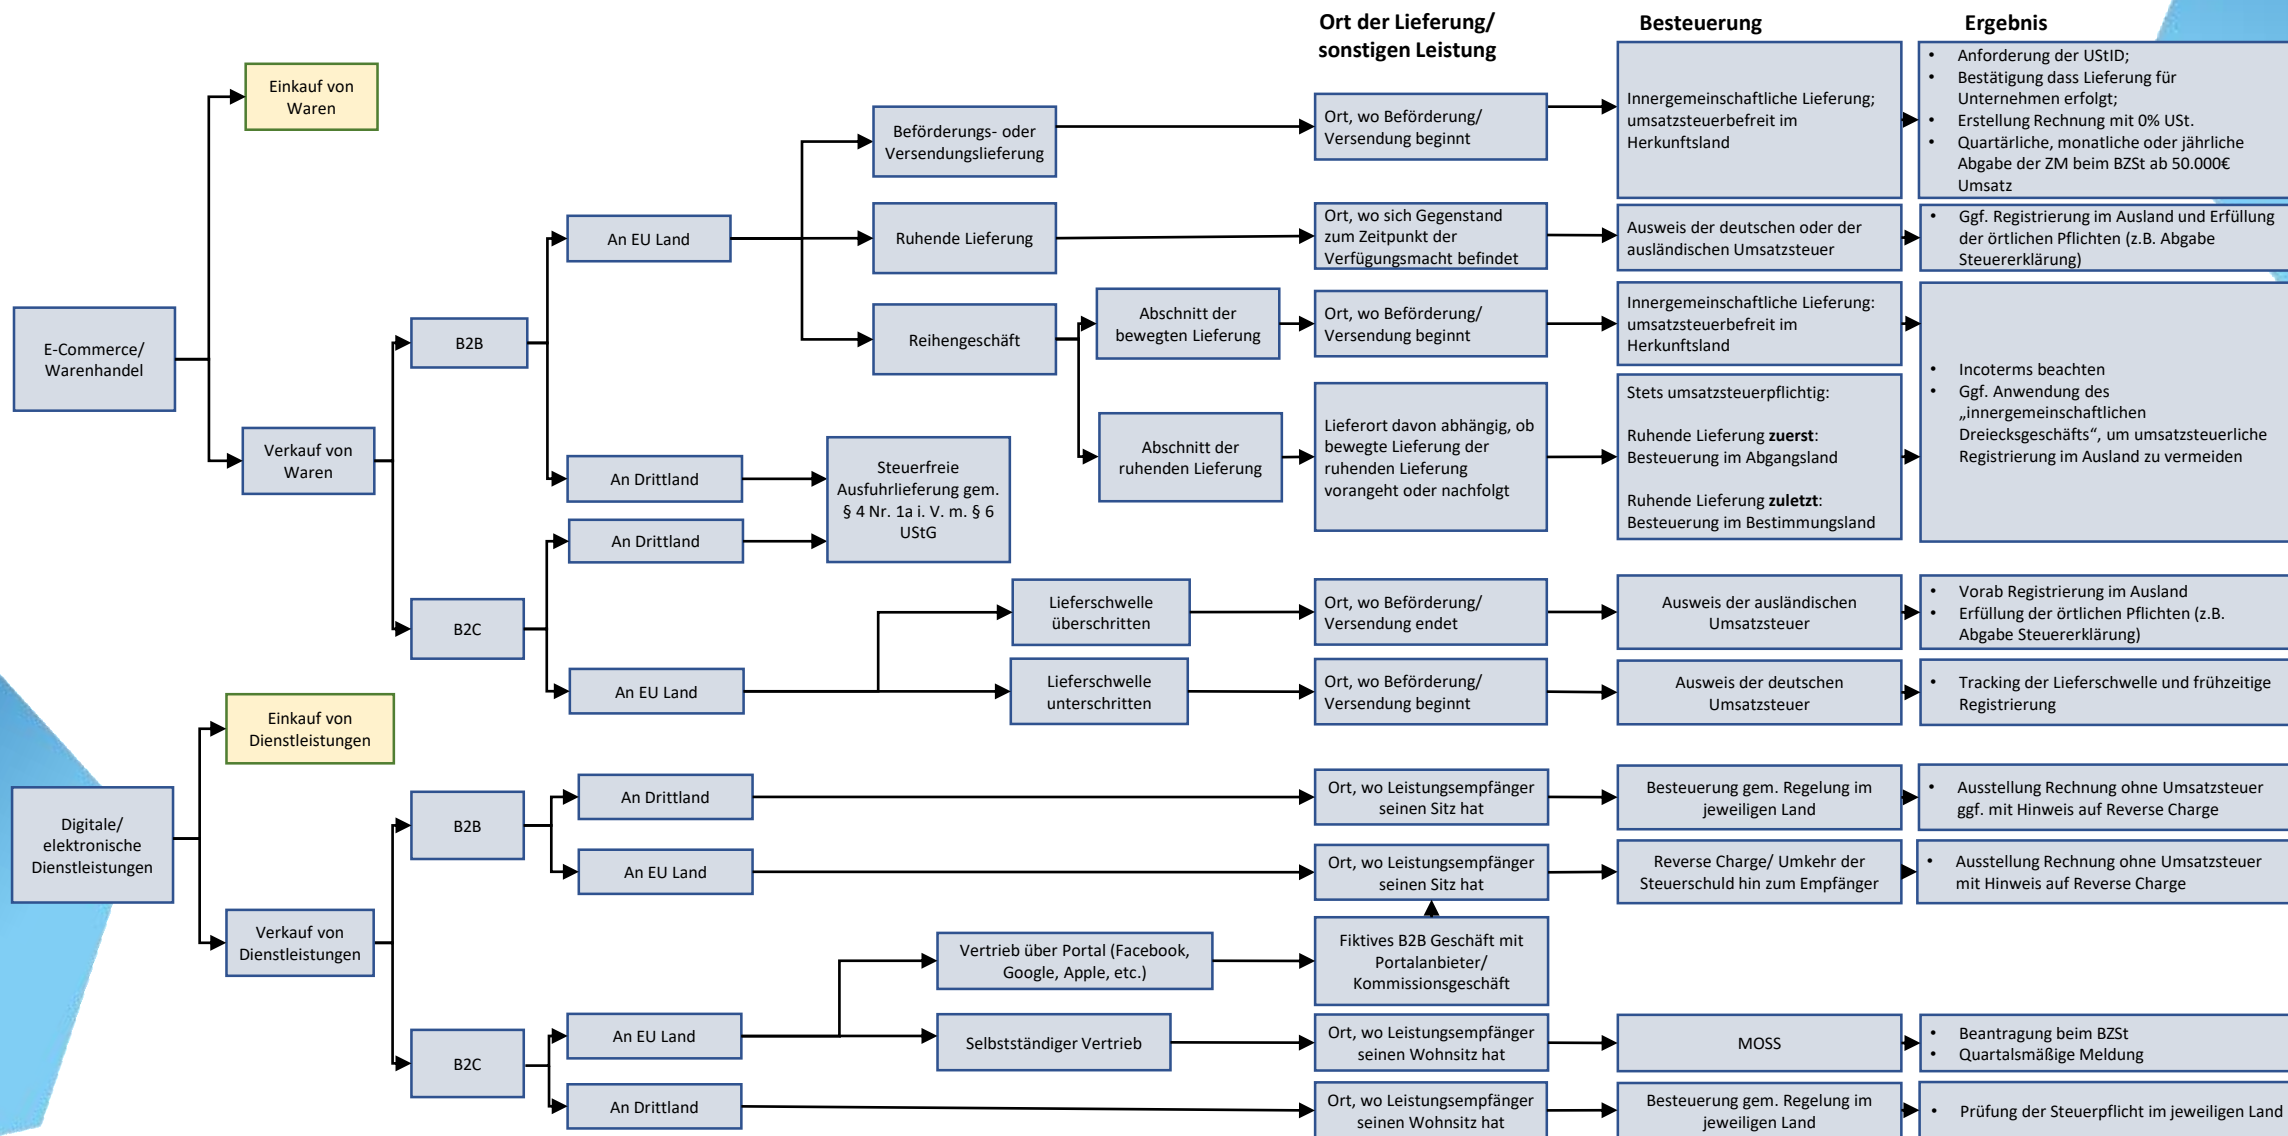 Ort der Lieferung/
sonstigen Leistung
Besteuerung
Ergebnis
Einkauf von
Waren
Beförderungs- oder
Versendungslieferung
Ort, wo Beförderung/
Versendung beginnt
Innergemeinschaftliche Lieferung;
umsatzsteuerbefreit im
Herkunftsland
• Anforderung der UStID;
• Bestätigung dass Lieferung für
Unternehmen erfolgt;
• Erstellung Rechnung mit 0% USt.
• Quartärliche, monatliche oder jährliche
Abgabe der ZM beim BZSt ab 50.000€
Umsatz
An EU Land
Ruhende Lieferung
Ort, wo sich Gegenstand
zum Zeitpunkt der
Verfügungsmacht befindet
Ausweis der deutschen oder der
ausländischen Umsatzsteuer
• Ggf. Registrierung im Ausland und Erfüllung
der örtlichen Pflichten (z.B. Abgabe
Steuererklärung)
E-Commerce/
Warenhandel
B2B
Reihengeschäft
Abschnitt der
bewegten Lieferung
Ort, wo Beförderung/
Versendung beginnt
Innergemeinschaftliche Lieferung:
umsatzsteuerbefreit im
Herkunftsland
• Incoterms beachten
• Ggf. Anwendung des
„innergemeinschaftlichen
Dreiecksgeschäfts“, um umsatzsteuerliche
Registrierung im Ausland zu vermeiden
Verkauf von
Waren
An Drittland
Steuerfreie
Ausfuhrlieferung gem.
§ 4 Nr. 1a i. V. m. § 6
UStG
Abschnitt der
ruhenden Lieferung
Lieferort davon abhängig, ob
bewegte Lieferung der
ruhenden Lieferung
vorangeht oder nachfolgt
Stets umsatzsteuerpflichtig:
Ruhende Lieferung zuerst:
Besteuerung im Abgangsland
Ruhende Lieferung zuletzt:
Besteuerung im Bestimmungsland
An Drittland
B2C
Lieferschwelle
überschritten
Ort, wo Beförderung/
Versendung endet
Ausweis der ausländischen
Umsatzsteuer
• Vorab Registrierung im Ausland
• Erfüllung der örtlichen Pflichten (z.B.
Abgabe Steuererklärung)
An EU Land
Lieferschwelle
unterschritten
Ort, wo Beförderung/
Versendung beginnt
Ausweis der deutschen
Umsatzsteuer
• Tracking der Lieferschwelle und frühzeitige
Registrierung
Einkauf von
Dienstleistungen
Digitale/
elektronische
Dienstleistungen
B2B
An Drittland
Ort, wo Leistungsempfänger
seinen Sitz hat
Besteuerung gem. Regelung im
jeweiligen Land
• Ausstellung Rechnung ohne Umsatzsteuer
ggf. mit Hinweis auf Reverse Charge
An EU Land
Ort, wo Leistungsempfänger
seinen Sitz hat
Reverse Charge/ Umkehr der
Steuerschuld hin zum Empfänger
• Ausstellung Rechnung ohne Umsatzsteuer
mit Hinweis auf Reverse Charge
Verkauf von
Dienstleistungen
Vertrieb über Portal (Facebook,
Google, Apple, etc.)
Fiktives B2B Geschäft mit
Portalanbieter/
Kommissionsgeschäft
B2C
An EU Land
Selbstständiger Vertrieb
Ort, wo Leistungsempfänger
seinen Wohnsitz hat
MOSS
• Beantragung beim BZSt
• Quartalsmäßige Meldung
An Drittland
Ort, wo Leistungsempfänger
seinen Wohnsitz hat
Besteuerung gem. Regelung im
jeweiligen Land
• Prüfung der Steuerpflicht im jeweiligen Land